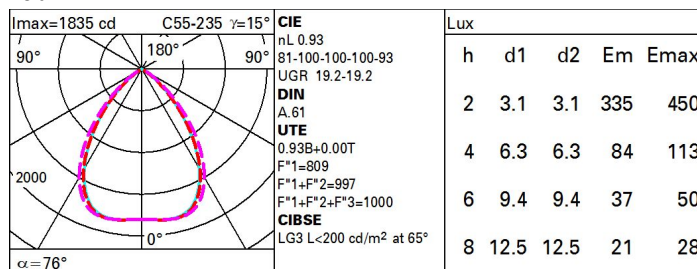 Imax=1835 cd C55-235 γ=15°
90° 180° 90°
2000
0°
α=76°
CIE
nL 0.93
81-100-100-100-93
UGR 19.2-19.2
DIN
A.61
UTE
0.93B+0.00T
F"1=809
F"1+F"2=997
F"1+F"2+F"3=1000
CIBSE
LG3 L<200 cd/m² at 65°
Lux
h d1 d2 Em Emax
2 3.1 3.1 335 450
4 6.3 6.3 84 113
6 9.4 9.4 37 50
8 12.5 12.5 21 28